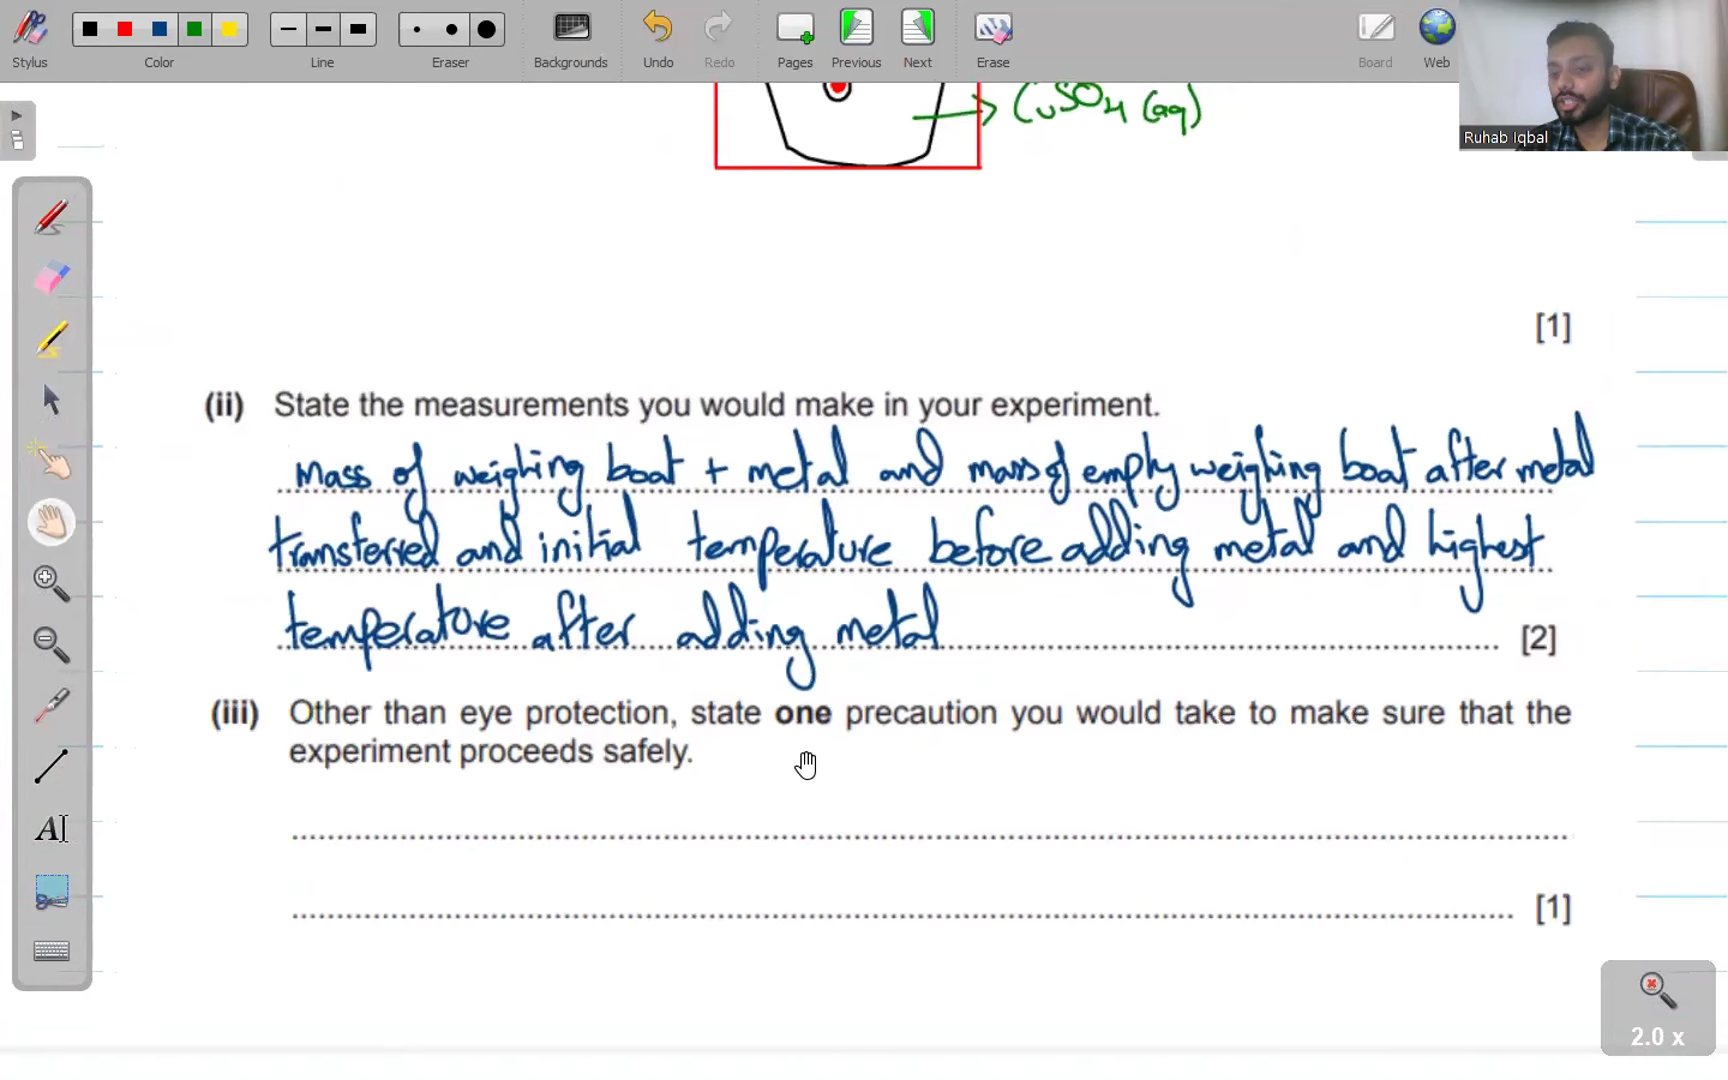 Stylus
Color
Line
Eraser
Backgrounds
Undo
Redo
Pages
Previous
Next
Erase
Board
Web
Ruhab Iqbal
CuSO4 (aq)
[1]
(ii) State the measurements you would make in your experiment.
mass of weighing boat + metal and mass of empty weighing boat after metal
transferred and initial temperature before adding metal and highest
temperature after adding metal [2]
(iii) Other than eye protection, state one precaution you would take to make sure that the
experiment proceeds safely.
[1]
2.0 x